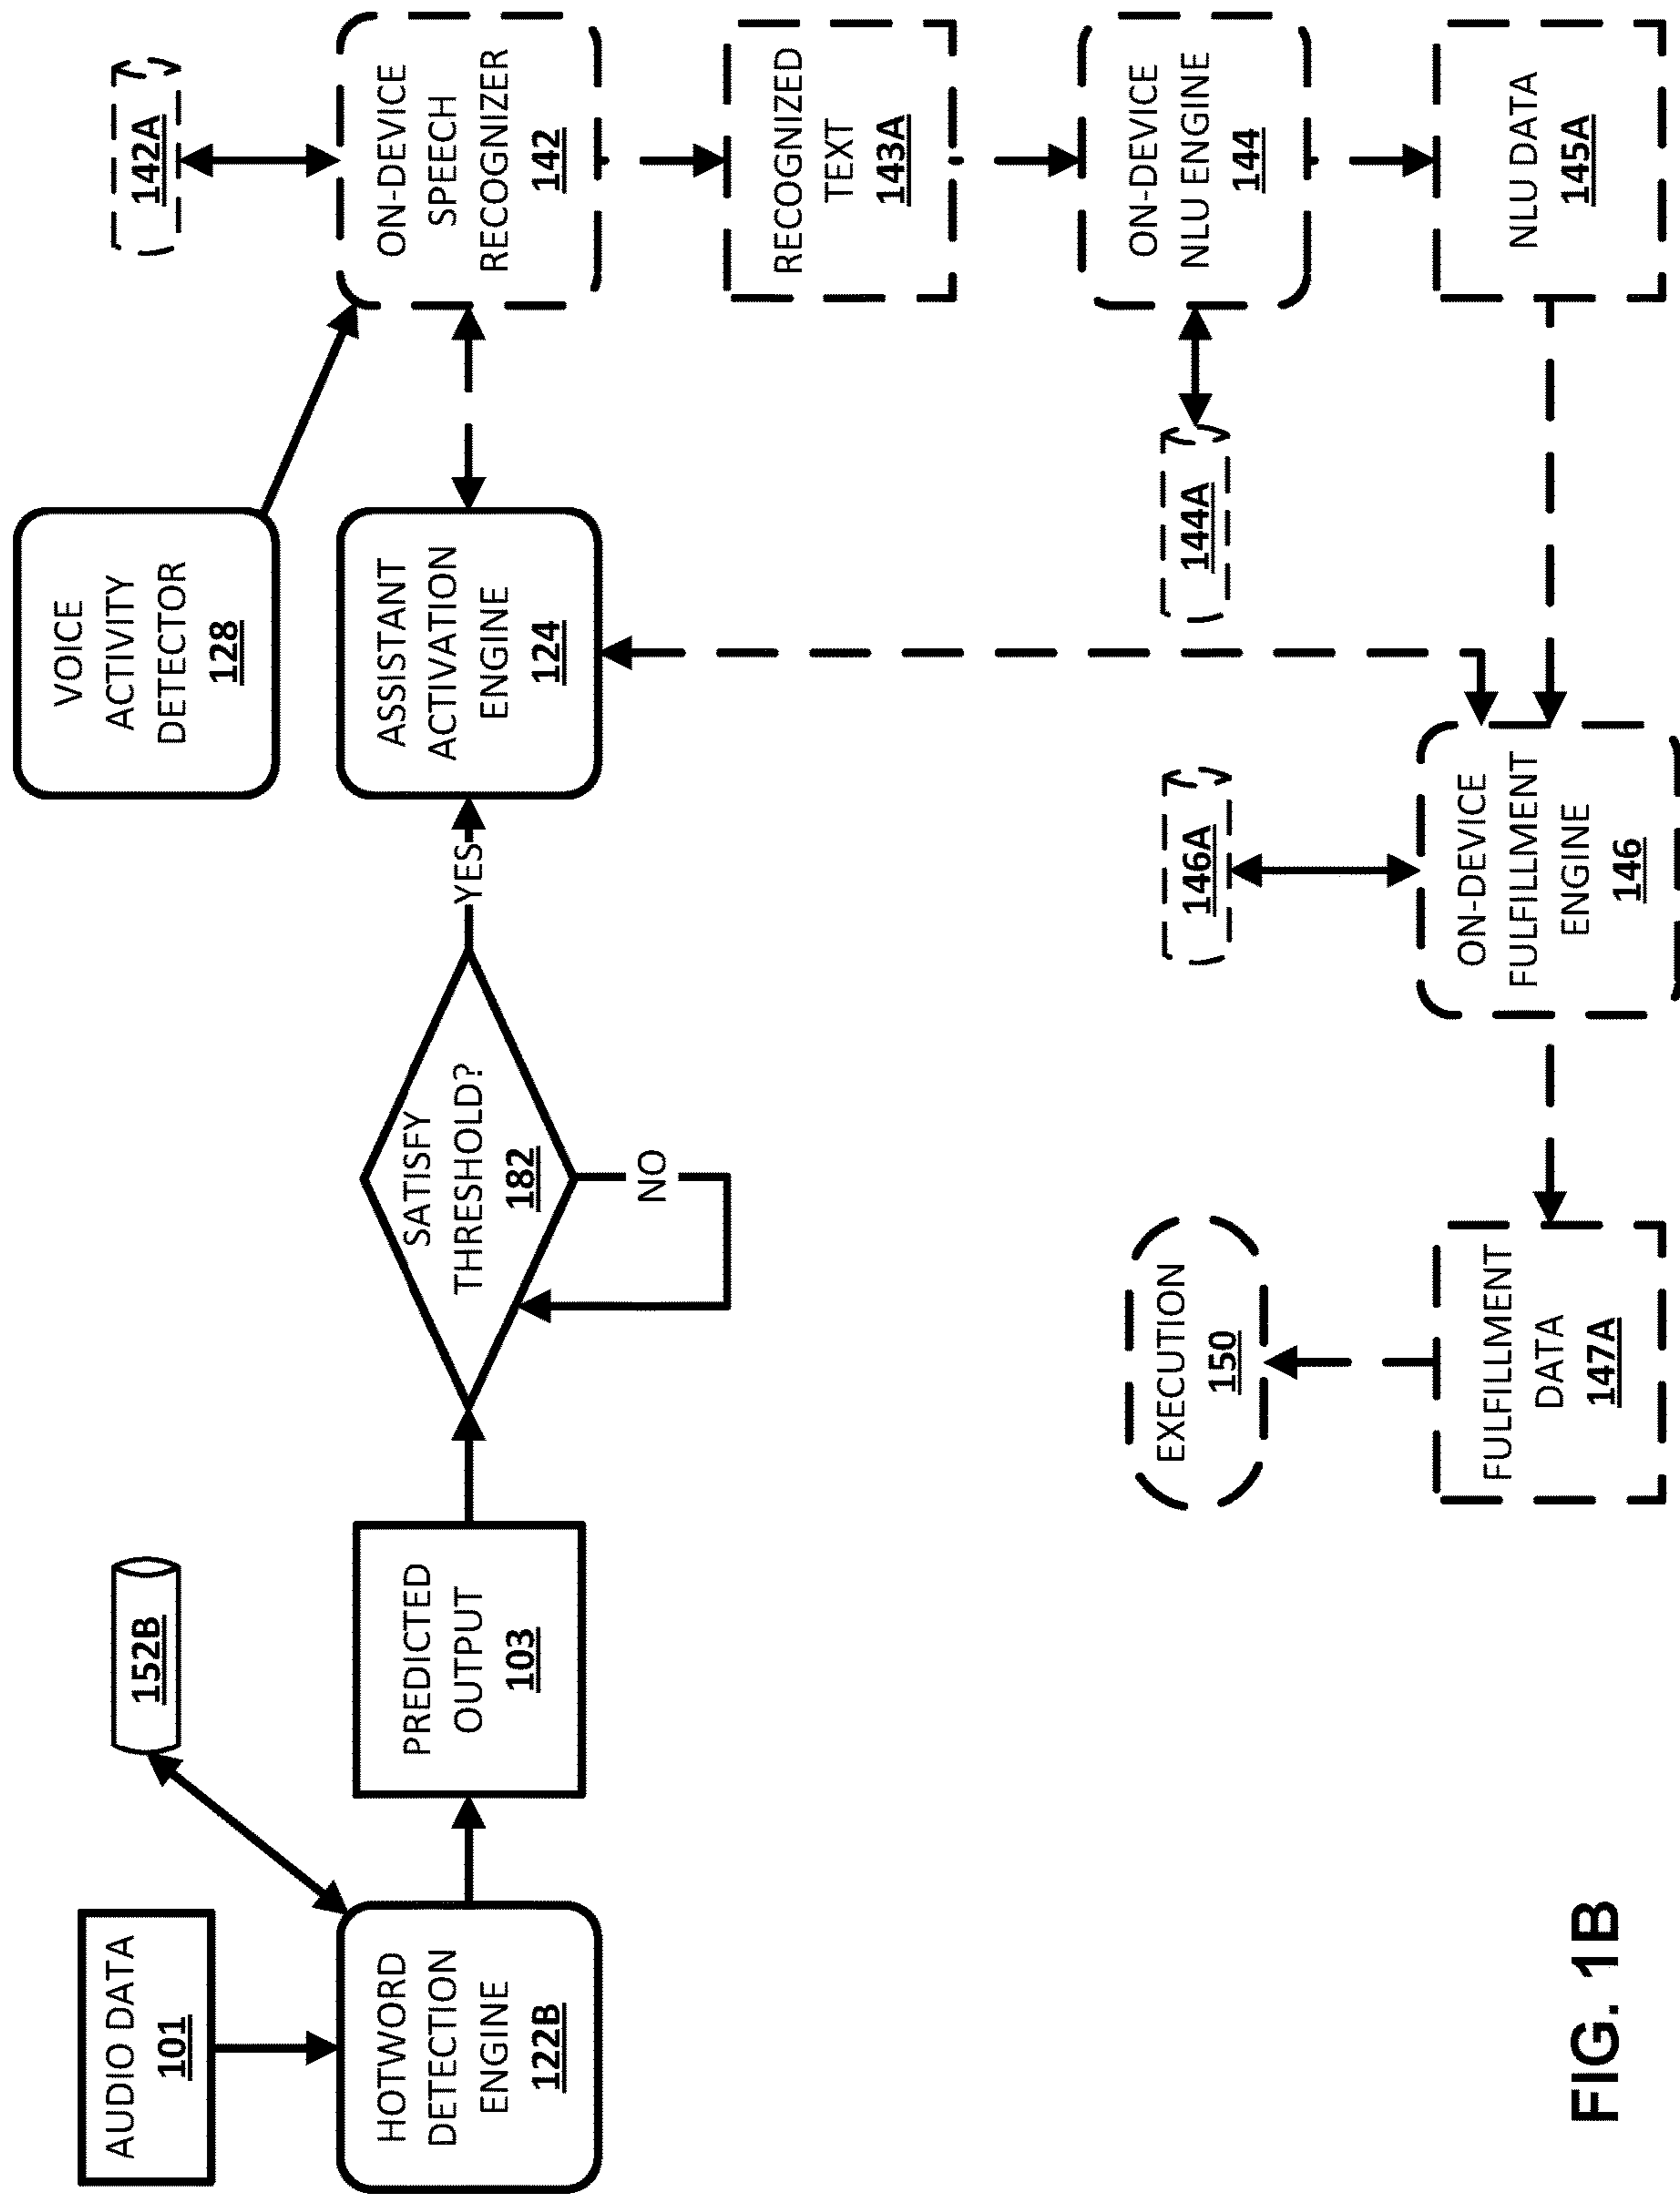 AUDIO DATA
101
152B
VOICE
ACTIVITY
DETECTOR
128
142A
HOTWORD
DETECTION
ENGINE
122B
PREDICTED
OUTPUT
103
SATISFY
THRESHOLD?
182
YES
NO
ASSISTANT
ACTIVATION
ENGINE
124
ON-DEVICE
SPEECH
RECOGNIZER
142
RECOGNIZED
TEXT
143A
EXECUTION
150
146A
144A
ON-DEVICE
NLU ENGINE
144
FULFILLMENT
DATA
147A
ON-DEVICE
FULFILLMENT
ENGINE
146
NLU DATA
145A
FIG. 1B